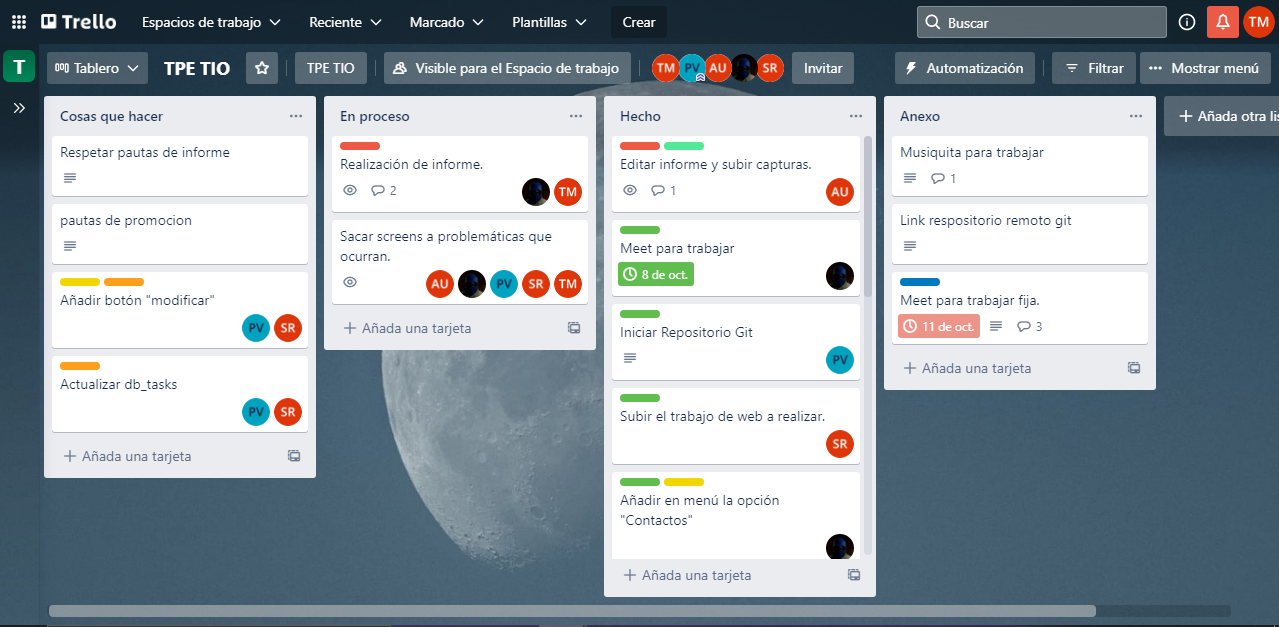 Trello
Espacios de trabajo
Reciente
Marcado
Plantillas
Crear
Buscar
TM
T
Tablero
TPE TIO
TPE TIO
Visible para el Espacio de trabajo
TM
PV
AU
SR
Invitar
Automatización
Filtrar
Mostrar menú
Cosas que hacer
Respetar pautas de informe
pautas de promocion
Añadir botón "modificar"
PV
SR
Actualizar db_tasks
PV
SR
Añada una tarjeta
En proceso
Realización de informe.
2
TM
Sacar screens a problemáticas que
ocurran.
AU
PV
SR
TM
Añada una tarjeta
Hecho
Editar informe y subir capturas.
1
AU
Meet para trabajar
8 de oct.
Iniciar Repositorio Git
PV
Subir el trabajo de web a realizar.
SR
Añadir en menú la opción
"Contactos"
Añada una tarjeta
Anexo
Musiquita para trabajar
1
Link respositorio remoto git
Meet para trabajar fija.
11 de oct.
3
Añada una tarjeta
Añada otra lis